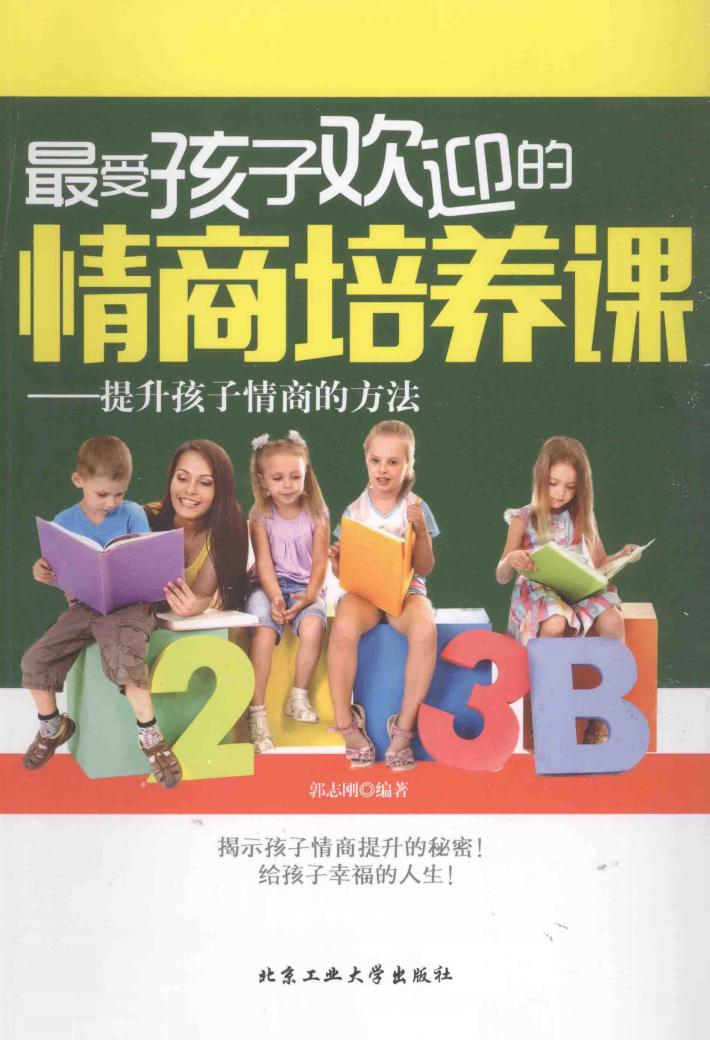 最受孩子欢迎的
情商培养课
——提升孩子情商的方法
2 3 B
郭志刚◎编著
揭示孩子情商提升的秘密！
给孩子幸福的人生！
北京工业大学出版社